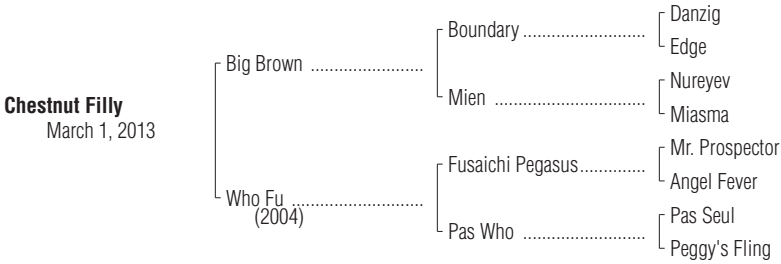 Danzig
Boundary ..........................
Edge
Big Brown ........................
Nureyev
Mien ................................
Miasma
Chestnut Filly
March 1, 2013
Mr. Prospector
Fusaichi Pegasus..............
Angel Fever
Who Fu ............................
(2004)
Pas Seul
Pas Who ..........................
Peggy's Fling